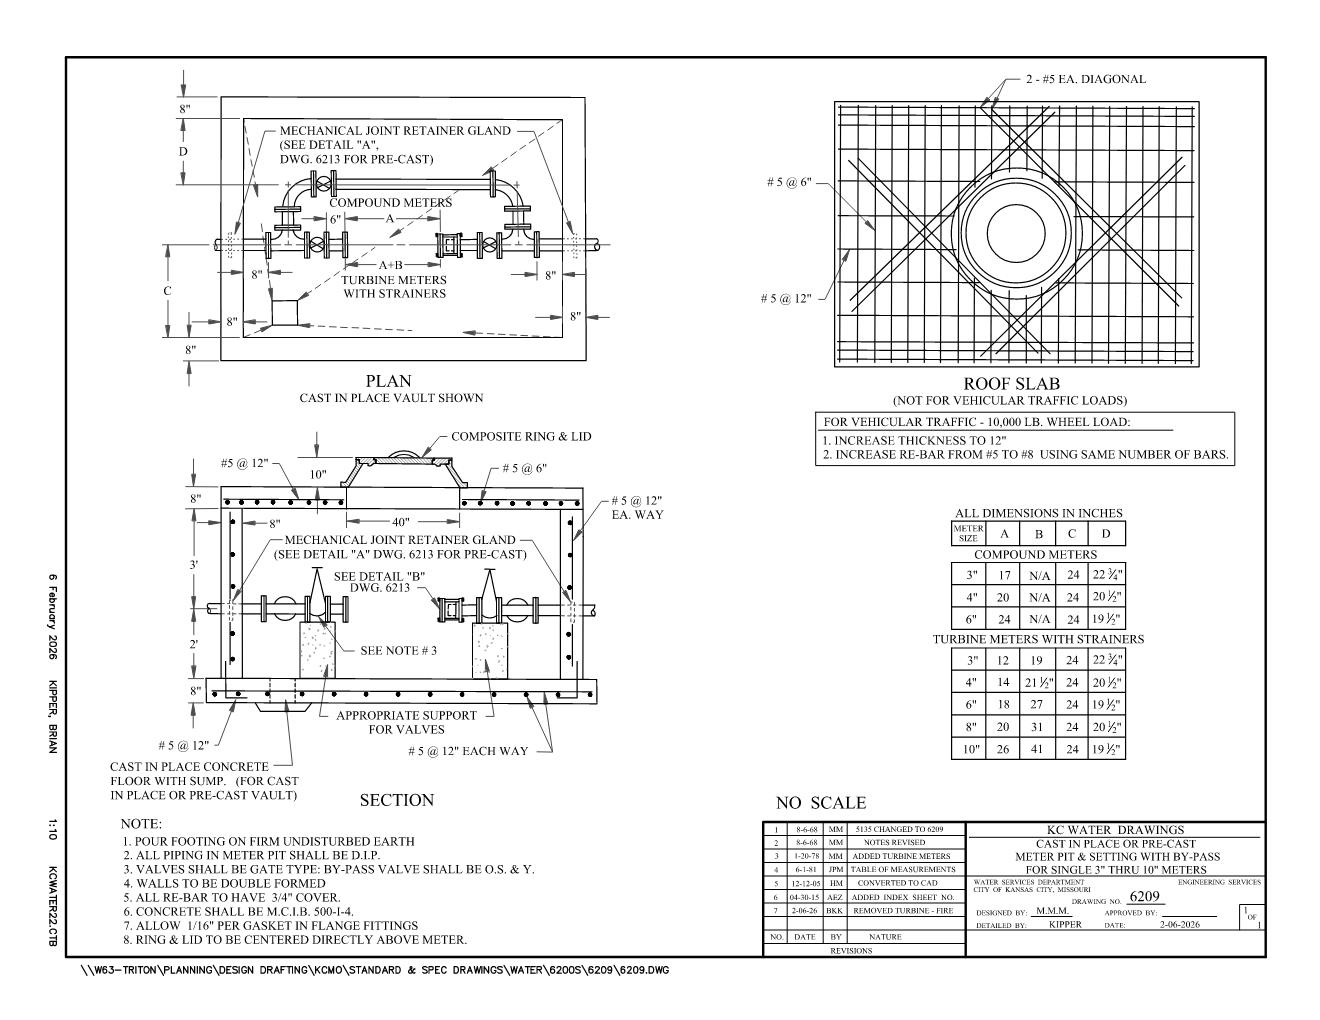 8"
D
MECHANICAL JOINT RETAINER GLAND
(SEE DETAIL "A",
DWG. 6213 FOR PRE-CAST)
COMPOUND METERS
6"
A
A+B
TURBINE METERS
WITH STRAINERS
8"
8"
C
8"
8"
8"
PLAN
CAST IN PLACE VAULT SHOWN
2 - #5 EA. DIAGONAL
# 5 @ 6"
# 5 @ 12"
ROOF SLAB
(NOT FOR VEHICULAR TRAFFIC LOADS)
FOR VEHICULAR TRAFFIC - 10,000 LB. WHEEL LOAD:
1. INCREASE THICKNESS TO 12"
2. INCREASE RE-BAR FROM #5 TO #8 USING SAME NUMBER OF BARS.
COMPOSITE RING & LID
#5 @ 12"
10"
# 5 @ 6"
8"
# 5 @ 12"
EA. WAY
8"
40"
MECHANICAL JOINT RETAINER GLAND
(SEE DETAIL "A" DWG. 6213 FOR PRE-CAST)
3'
SEE DETAIL "B"
DWG. 6213
2'
SEE NOTE # 3
8"
APPROPRIATE SUPPORT
FOR VALVES
# 5 @ 12"
# 5 @ 12" EACH WAY
CAST IN PLACE CONCRETE
FLOOR WITH SUMP. (FOR CAST
IN PLACE OR PRE-CAST VAULT)
SECTION
ALL DIMENSIONS IN INCHES
METER SIZE A B C D
COMPOUND METERS
3" 17 N/A 24 22 3/4"
4" 20 N/A 24 20 1/2"
6" 24 N/A 24 19 1/2"
TURBINE METERS WITH STRAINERS
3" 12 19 24 22 3/4"
4" 14 21 1/2" 24 20 1/2"
6" 18 27 24 19 1/2"
8" 20 31 24 20 1/2"
10" 26 41 24 19 1/2"
NOTE:
1. POUR FOOTING ON FIRM UNDISTURBED EARTH
2. ALL PIPING IN METER PIT SHALL BE D.I.P.
3. VALVES SHALL BE GATE TYPE: BY-PASS VALVE SHALL BE O.S. & Y.
4. WALLS TO BE DOUBLE FORMED
5. ALL RE-BAR TO HAVE 3/4" COVER.
6. CONCRETE SHALL BE M.C.I.B. 500-I-4.
7. ALLOW 1/16" PER GASKET IN FLANGE FITTINGS
8. RING & LID TO BE CENTERED DIRECTLY ABOVE METER.
NO SCALE
1 8-6-68 MM 5135 CHANGED TO 6209
2 8-6-68 MM NOTES REVISED
3 1-20-78 MM ADDED TURBINE METERS
4 6-1-81 JPM TABLE OF MEASUREMENTS
5 12-12-05 HM CONVERTED TO CAD
6 04-30-15 AEZ ADDED INDEX SHEET NO.
7 2-06-26 BKK REMOVED TURBINE - FIRE
NO. DATE BY NATURE
REVISIONS
KC WATER DRAWINGS
CAST IN PLACE OR PRE-CAST
METER PIT & SETTING WITH BY-PASS
FOR SINGLE 3" THRU 10" METERS
WATER SERVICES DEPARTMENT ENGINEERING SERVICES
CITY OF KANSAS CITY, MISSOURI
DRAWING NO. 6209
DESIGNED BY: M.M.M. APPROVED BY:
DETAILED BY: KIPPER DATE: 2-06-2026
1
OF
1
6 February 2026 KIPPER, BRIAN 1:10 KCWATER22.CTB
\\W63-TRITON\PLANNING\DESIGN DRAFTING\KCMO\STANDARD & SPEC DRAWINGS\WATER\6200S\6209\6209.DWG